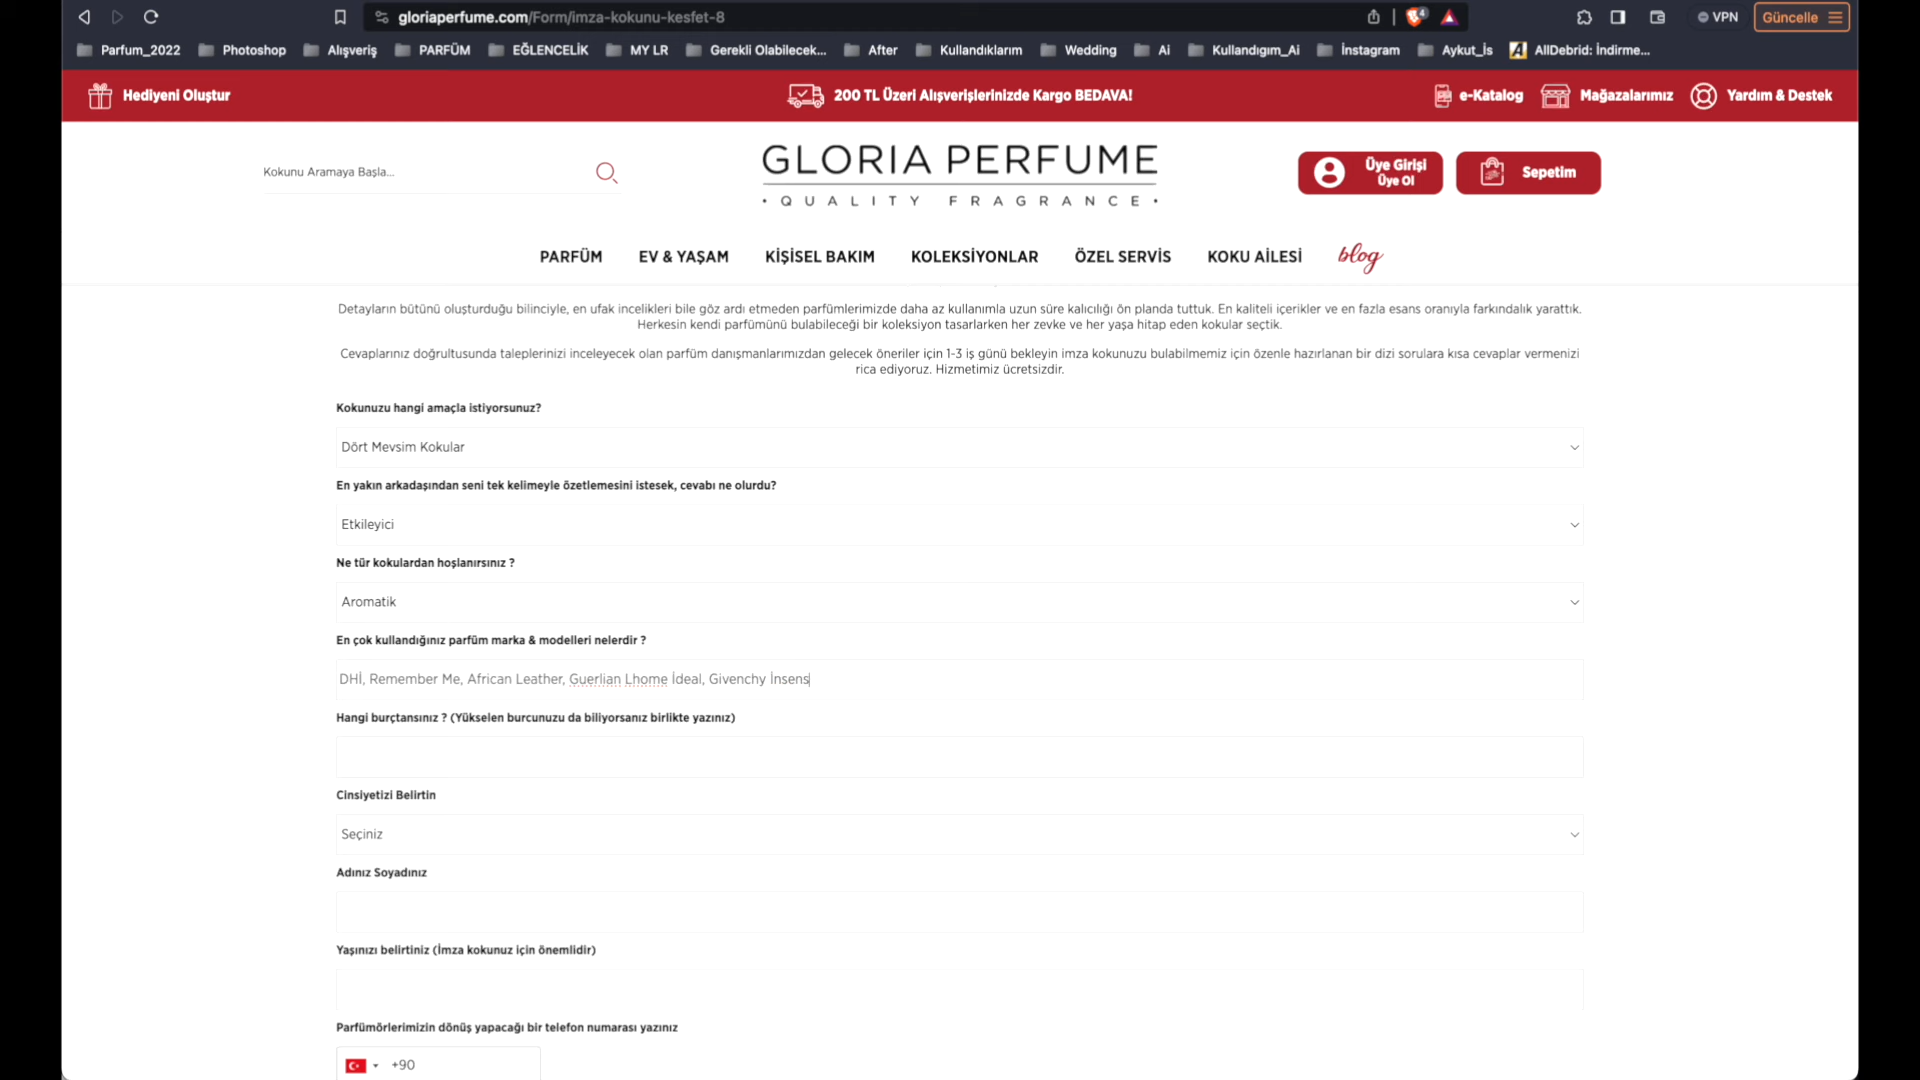 gloriaperfume.com/Form/imza-kokunu-kesfet-8
4
VPN
Güncelle
Parfum_2022 Photoshop Alışveriş PARFÜM EĞLENCELİK MY LR Gerekli Olabilecek... After Kullandıklarım Wedding Ai Kullandıgım_Ai İnstagram Aykut_İs AllDebrid: İndirme...
Hediyeni Oluştur
200 TL Üzeri Alışverişlerinizde Kargo BEDAVA!
e-Katalog Mağazalarımız Yardım & Destek
Kokunu Aramaya Başla...
GLORIA PERFUME
• QUALITY FRAGRANCE •
Üye Girişi
Üye Ol
Sepetim
PARFÜM EV & YAŞAM KİŞİSEL BAKIM KOLEKSİYONLAR ÖZEL SERVİS KOKU AİLESİ blog
Detayların bütünü oluşturduğu bilinciyle, en ufak incelikleri bile göz ardı etmeden parfümlerimizde daha az kullanımla uzun süre kalıcılığı ön planda tuttuk. En kaliteli içerikler ve en fazla esans oranıyla farkındalık yarattık.
Herkesin kendi parfümünü bulabileceği bir koleksiyon tasarlarken her zevke ve her yaşa hitap eden kokular seçtik.
Cevaplarınız doğrultusunda taleplerinizi inceleyecek olan parfüm danışmanlarımızdan gelecek öneriler için 1-3 iş günü bekleyin imza kokunuzu bulabilmemiz için özenle hazırlanan bir dizi sorulara kısa cevaplar vermenizi
rica ediyoruz. Hizmetimiz ücretsizdir.
Kokunuzu hangi amaçla istiyorsunuz?
Dört Mevsim Kokular
En yakın arkadaşından seni tek kelimeyle özetlemesini istesek, cevabı ne olurdu?
Etkileyici
Ne tür kokulardan hoşlanırsınız ?
Aromatik
En çok kullandığınız parfüm marka & modelleri nelerdir ?
DHİ, Remember Me, African Leather, Guerlian Lhome İdeal, Givenchy İnsens
Hangi burçtansınız ? (Yükselen burcunuzu da biliyorsanız birlikte yazınız)
Cinsiyetizi Belirtin
Seçiniz
Adınız Soyadınız
Yaşınızı belirtiniz (İmza kokunuz için önemlidir)
Parfümörlerimizin dönüş yapacağı bir telefon numarası yazınız
+90